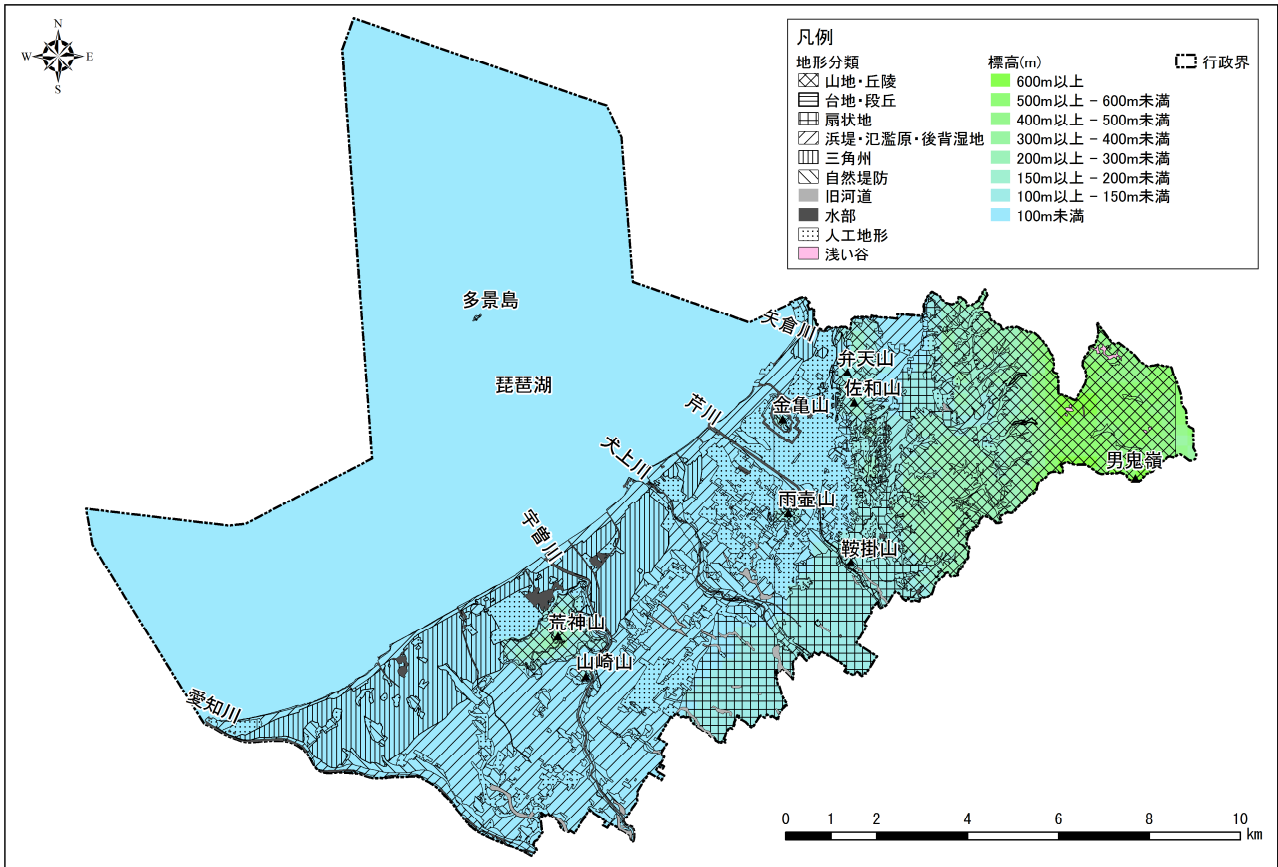 N
W E
S
凡例
地形分類
山地・丘陵
台地・段丘
扇状地
浜堤・氾濫原・後背湿地
三角州
自然堤防
旧河道
水部
人工地形
浅い谷
標高(m)
600m以上
500m以上 - 600m未満
400m以上 - 500m未満
300m以上 - 400m未満
200m以上 - 300m未満
150m以上 - 200m未満
100m以上 - 150m未満
100m未満
行政界
多景島
矢倉川
弁天山
琵琶湖
佐和山
金亀山
芹川
犬上川
男鬼嶺
雨壺山
宇曽川
鞍掛山
荒神山
山崎山
愛知川
0 1 2 4 6 8 10
km